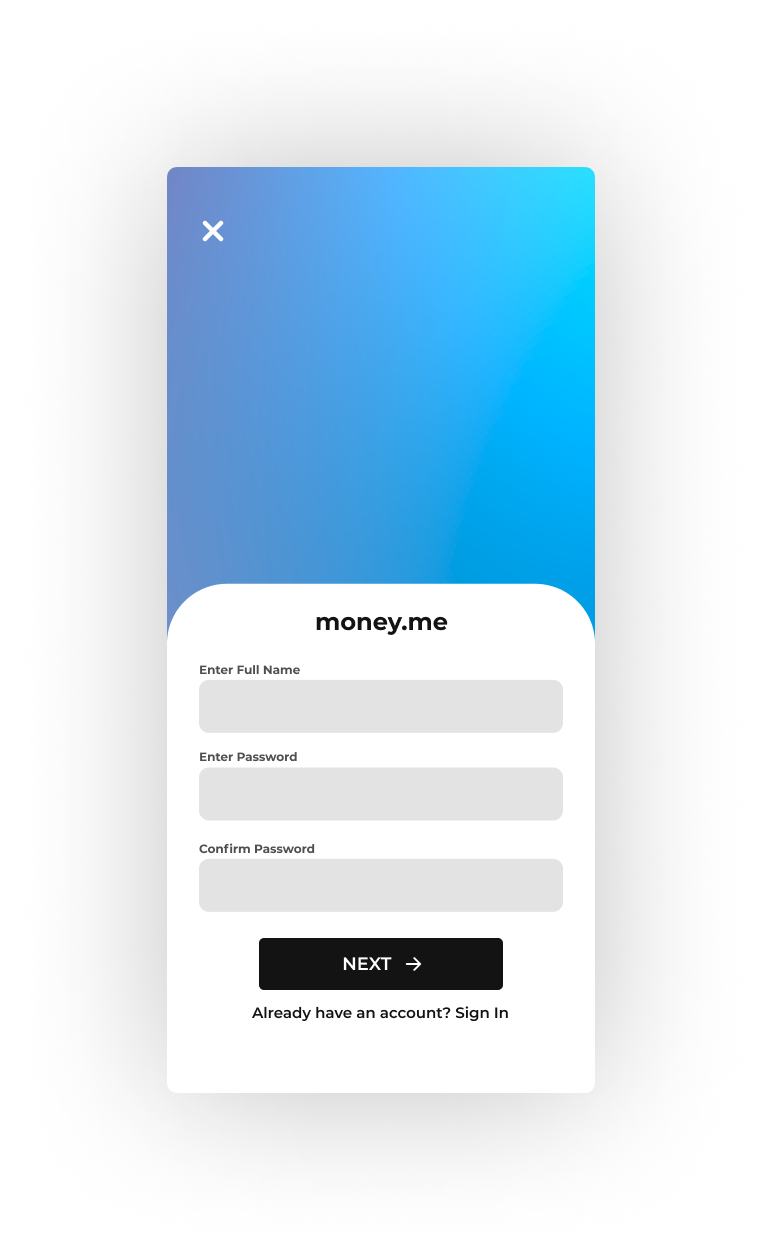 money.me
Enter Full Name
Enter Password
Confirm Password
NEXT
Already have an account? Sign In